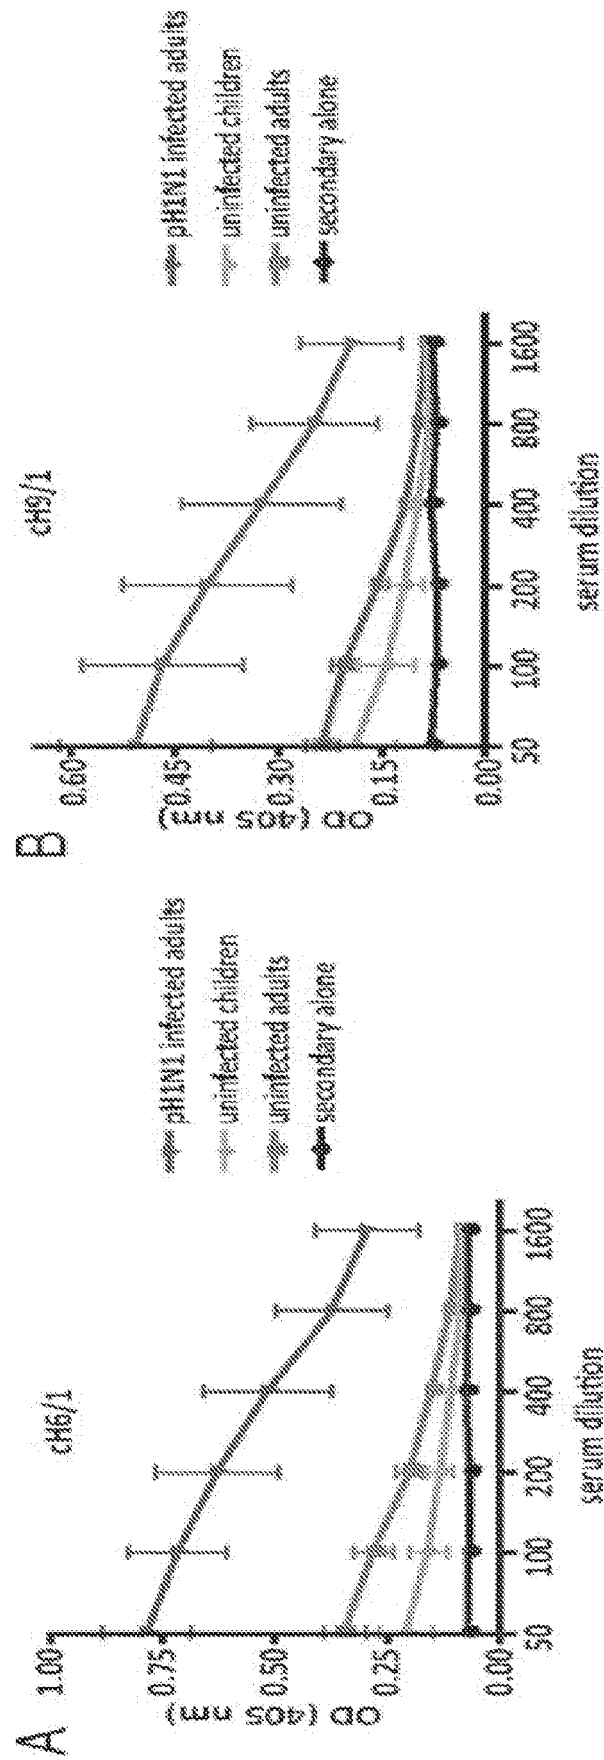 A
cH6/1
1.00
0.75
0.50
0.25
0.00
OD (405 nm)
50 100 200 400 800 1600
serum dilution
pH1N1 infected adults
uninfected children
uninfected adults
secondary alone
B
cH9/1
0.60
0.45
0.30
0.15
0.00
OD (405 nm)
50 100 200 400 800 1600
serum dilution
pH1N1 infected adults
uninfected children
uninfected adults
secondary alone